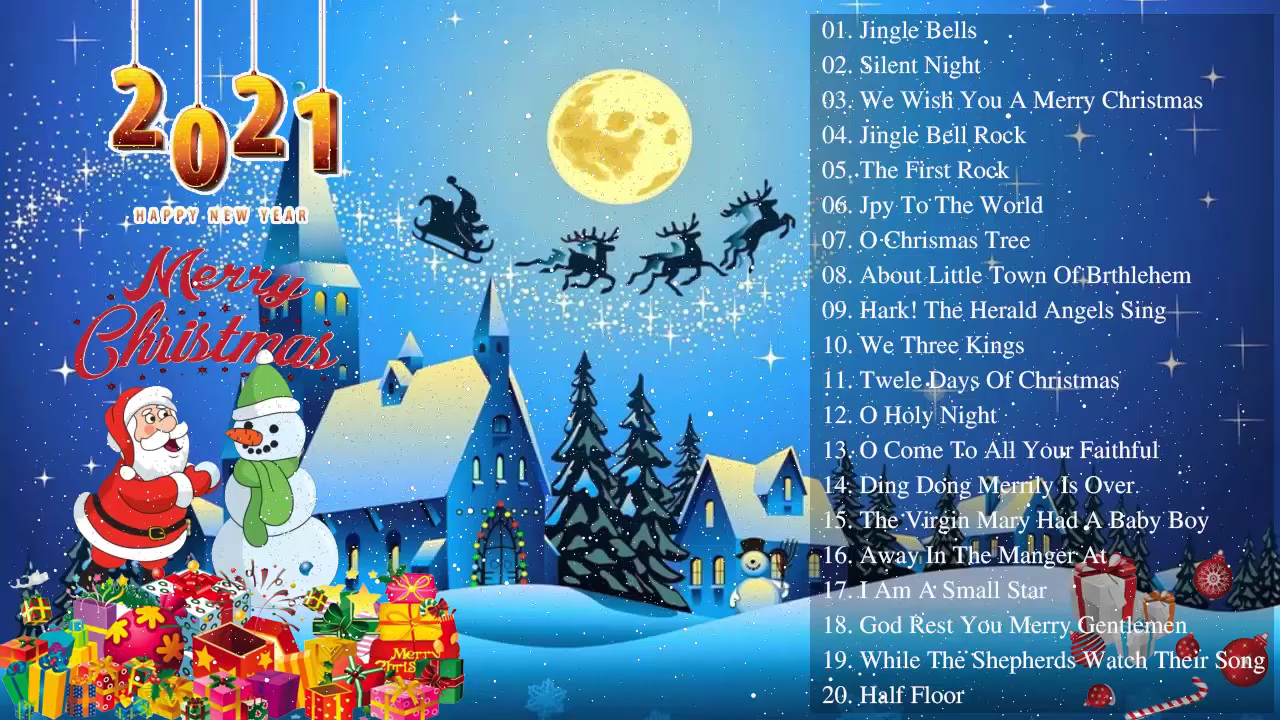 2021
HAPPY NEW YEAR
Merry
Christmas
Merry
01. Jingle Bells
02. Silent Night
03. We Wish You A Merry Christmas
04. Jingle Bell Rock
05. The First Rock
06. Jpy To The World
07. O Chrismas Tree
08. About Little Town Of Brthlehem
09. Hark! The Herald Angels Sing
10. We Three Kings
11. Twele Days Of Christmas
12. O Holy Night
13. O Come To All Your Faithful
14. Ding Dong Merrily Is Over
15. The Virgin Mary Had A Baby Boy
16. Away In The Manger At
17. I Am A Small Star
18. God Rest You Merry Gentlemen
19. While The Shepherds Watch Their Song
20. Half Floor